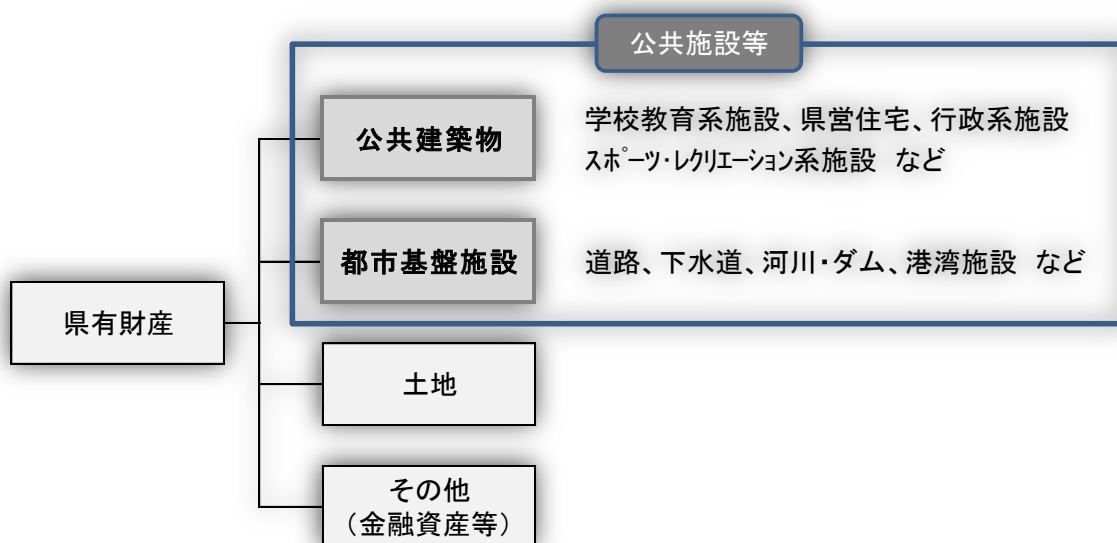 公共施設等
公共建築物
学校教育系施設、県営住宅、行政系施設
ｽﾎﾟｰﾂ・ﾚｸﾘｴｰｼｮﾝ系施設 など
都市基盤施設
道路、下水道、河川・ダム、港湾施設 など
県有財産
土地
その他
（金融資産等）